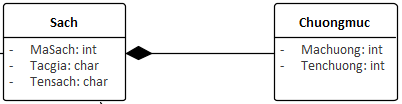 Sach
- MaSach: int
- Tacgia: char
- Tensach: char
Chuongmuc
- Machuong: int
- Tenchuong: int